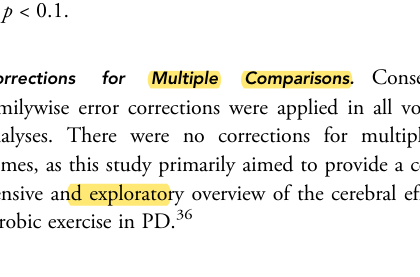 p < 0.1.
orrections for Multiple Comparisons. Conse
milywise error corrections were applied in all vo
alyses. There were no corrections for multipl
mes, as this study primarily aimed to provide a c
ensive and exploratory overview of the cerebral ef
robic exercise in PD.36